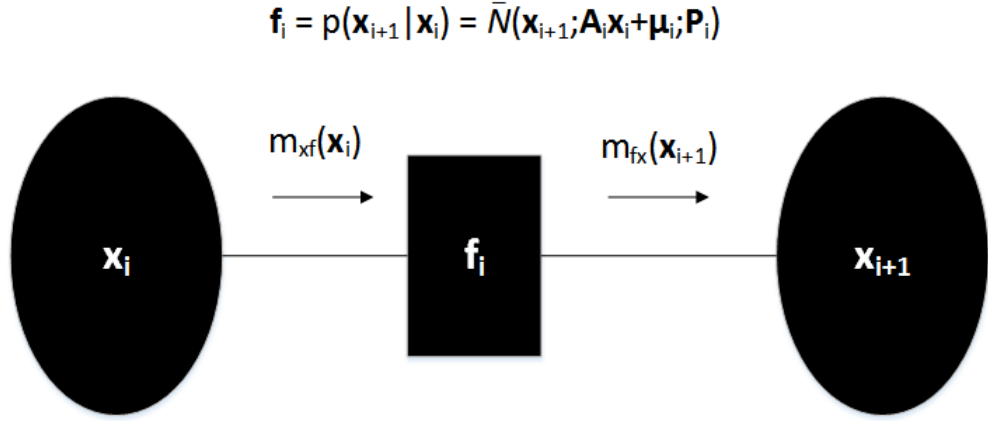 fᵢ = p(xᵢ₊₁|xᵢ) = N̄(xᵢ₊₁;Aᵢxᵢ+μᵢ;Pᵢ)
m_xf(xᵢ) m_fx(xᵢ₊₁)
xᵢ fᵢ xᵢ₊₁